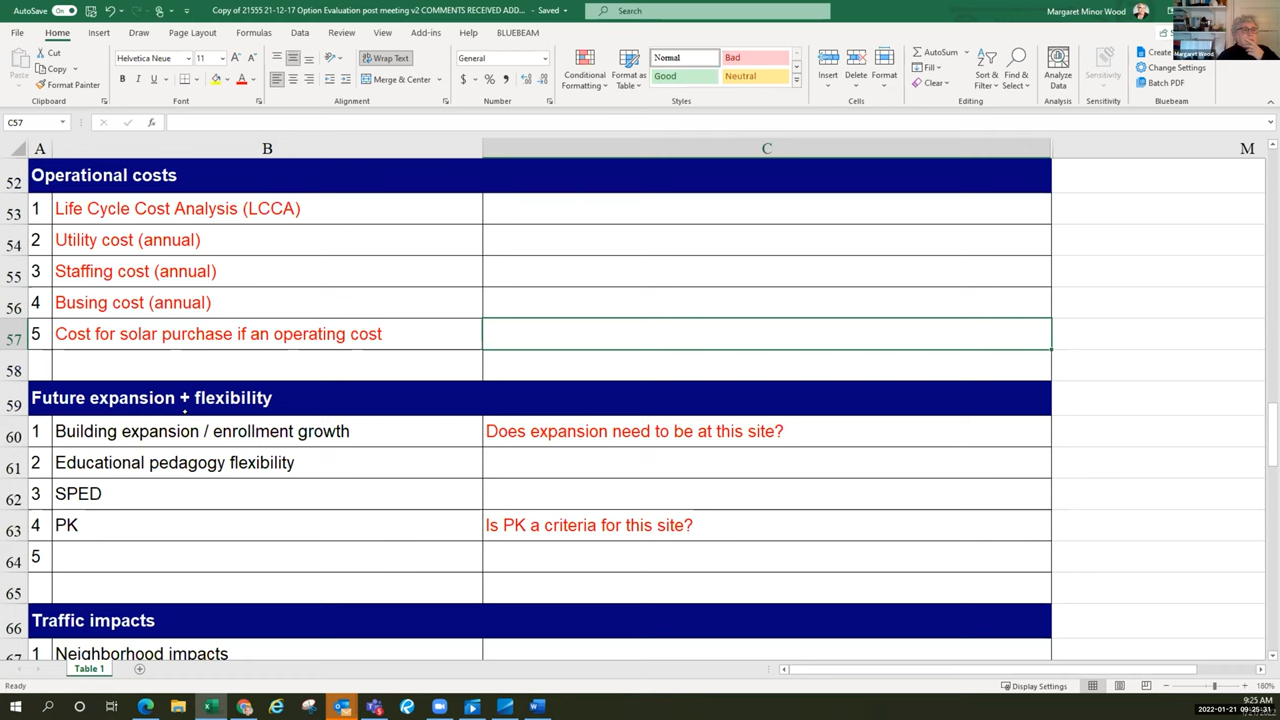 AutoSave On Copy of 21555 21-12-17 Option Evaluation post meeting v2 COMMENTS RECEIVED ADD... - Saved Search Margaret Minor Wood
File Home Insert Draw Page Layout Formulas Data Review View Add-ins Help BLUEBEAM
Paste Cut Copy Format Painter Clipboard
Helvetica Neue 11 B I U A Font
Wrap Text Merge & Center Alignment
General $ % Number
Conditional Formatting Format as Table Normal Bad Good Neutral Styles
Insert Delete Format Cells
AutoSum Fill Clear Sort & Filter Find & Select Editing
Analyze Data Analysis Sensitivity Sensitivity
Change Settings Batch PDF Bluebeam
Margaret Wood
C57 fx
A B C M
52 Operational costs
53 1 Life Cycle Cost Analysis (LCCA)
54 2 Utility cost (annual)
55 3 Staffing cost (annual)
56 4 Busing cost (annual)
57 5 Cost for solar purchase if an operating cost
58
59 Future expansion + flexibility
60 1 Building expansion / enrollment growth Does expansion need to be at this site?
61 2 Educational pedagogy flexibility
62 3 SPED
63 4 PK Is PK a criteria for this site?
64 5
65
66 Traffic impacts
67 1 Neighborhood impacts
Table 1
Ready Display Settings 180%
9:25 AM
2022-01-21 09:25:31